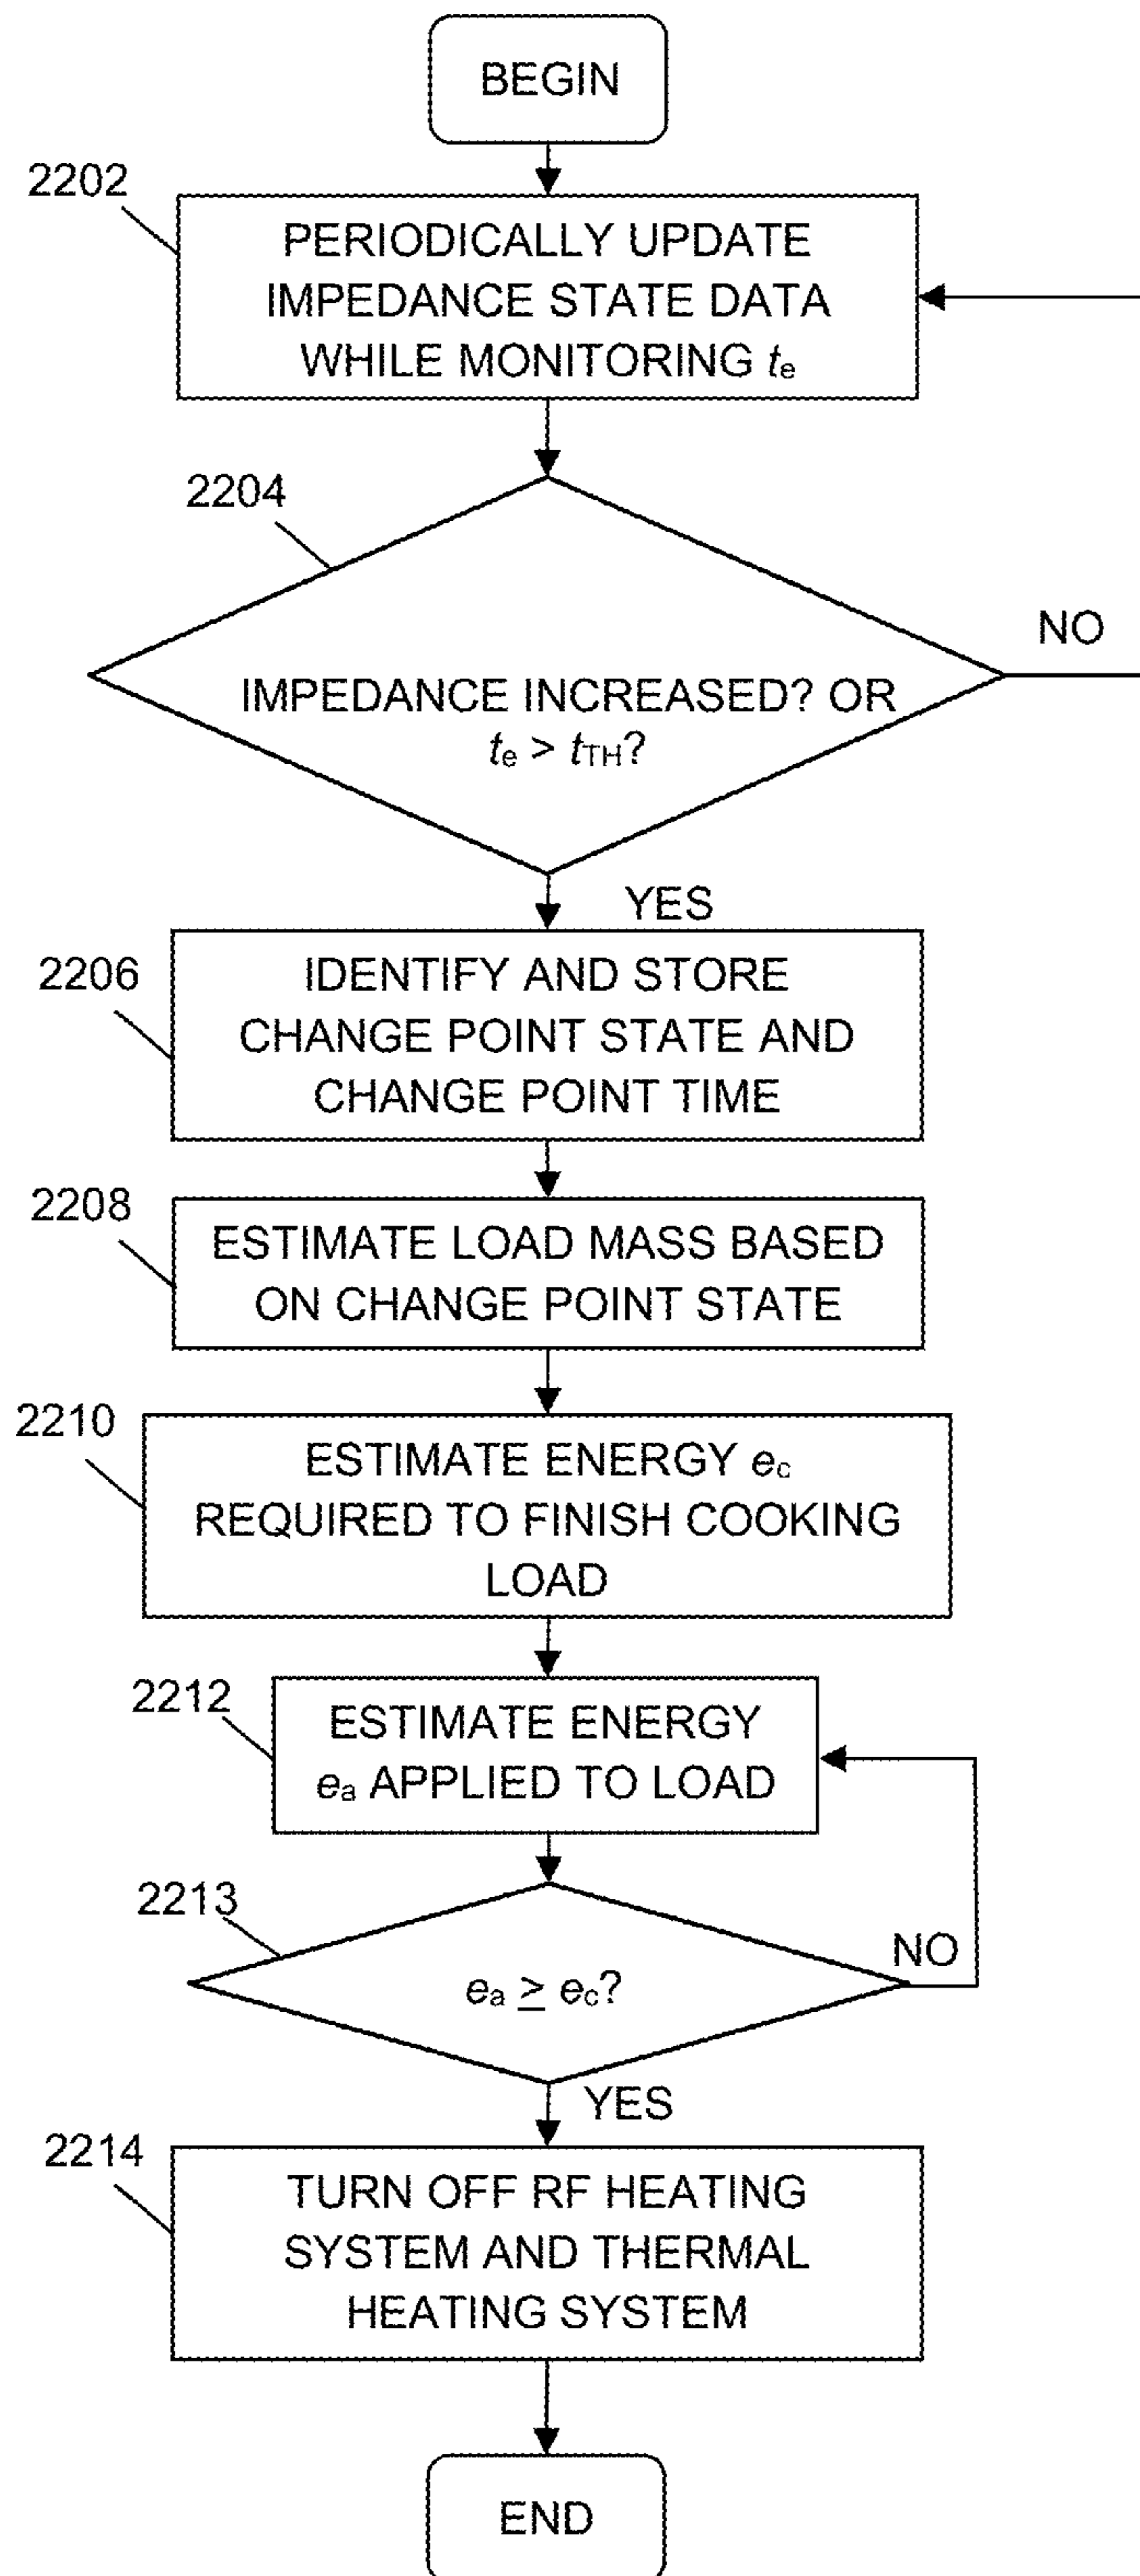 BEGIN
2202
PERIODICALLY UPDATE
IMPEDANCE STATE DATA
WHILE MONITORING te
2204
NO
IMPEDANCE INCREASED? OR
te > tTH?
YES
2206
IDENTIFY AND STORE
CHANGE POINT STATE AND
CHANGE POINT TIME
2208
ESTIMATE LOAD MASS BASED
ON CHANGE POINT STATE
2210
ESTIMATE ENERGY ec
REQUIRED TO FINISH COOKING
LOAD
2212
ESTIMATE ENERGY
ea APPLIED TO LOAD
2213
NO
ea ≥ ec?
YES
2214
TURN OFF RF HEATING
SYSTEM AND THERMAL
HEATING SYSTEM
END